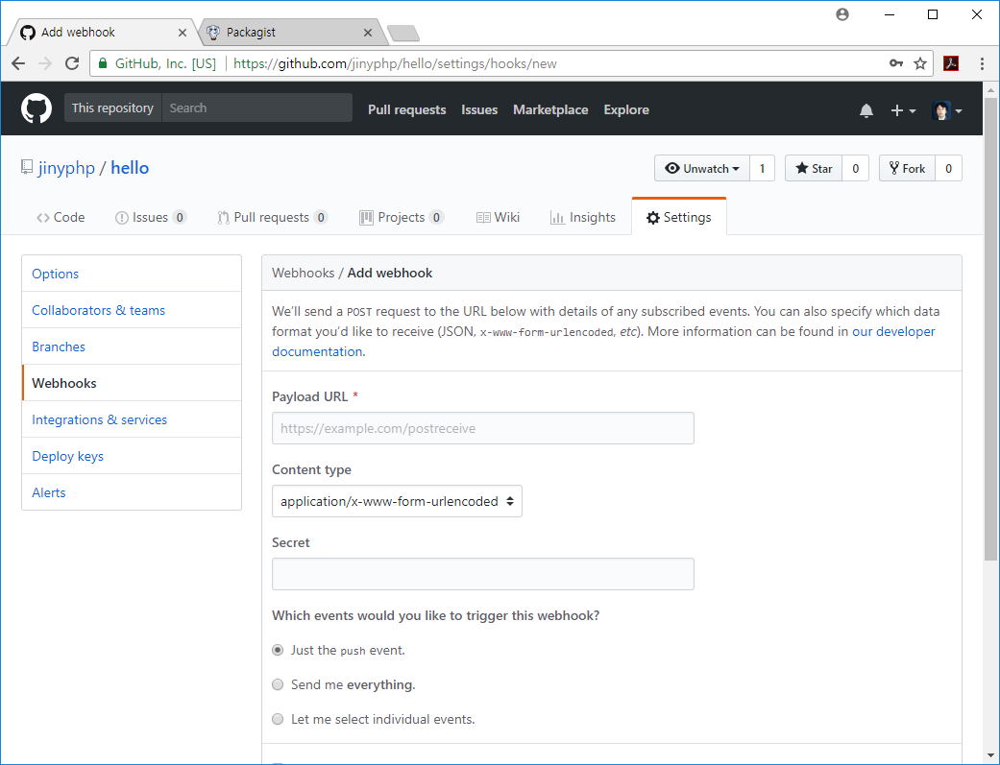 Add webhook
Packagist
GitHub, Inc. [US] https://github.com/jinyphp/hello/settings/hooks/new
This repository Search Pull requests Issues Marketplace Explore
jinyphp / hello Unwatch 1 Star 0 Fork 0
Code Issues 0 Pull requests 0 Projects 0 Wiki Insights Settings
Options
Collaborators & teams
Branches
Webhooks
Integrations & services
Deploy keys
Alerts
Webhooks / Add webhook
We’ll send a POST request to the URL below with details of any subscribed events. You can also specify which data
format you’d like to receive (JSON, x-www-form-urlencoded, etc). More information can be found in our developer
documentation.
Payload URL *
https://example.com/postreceive
Content type
application/x-www-form-urlencoded
Secret
Which events would you like to trigger this webhook?
Just the push event.
Send me everything.
Let me select individual events.